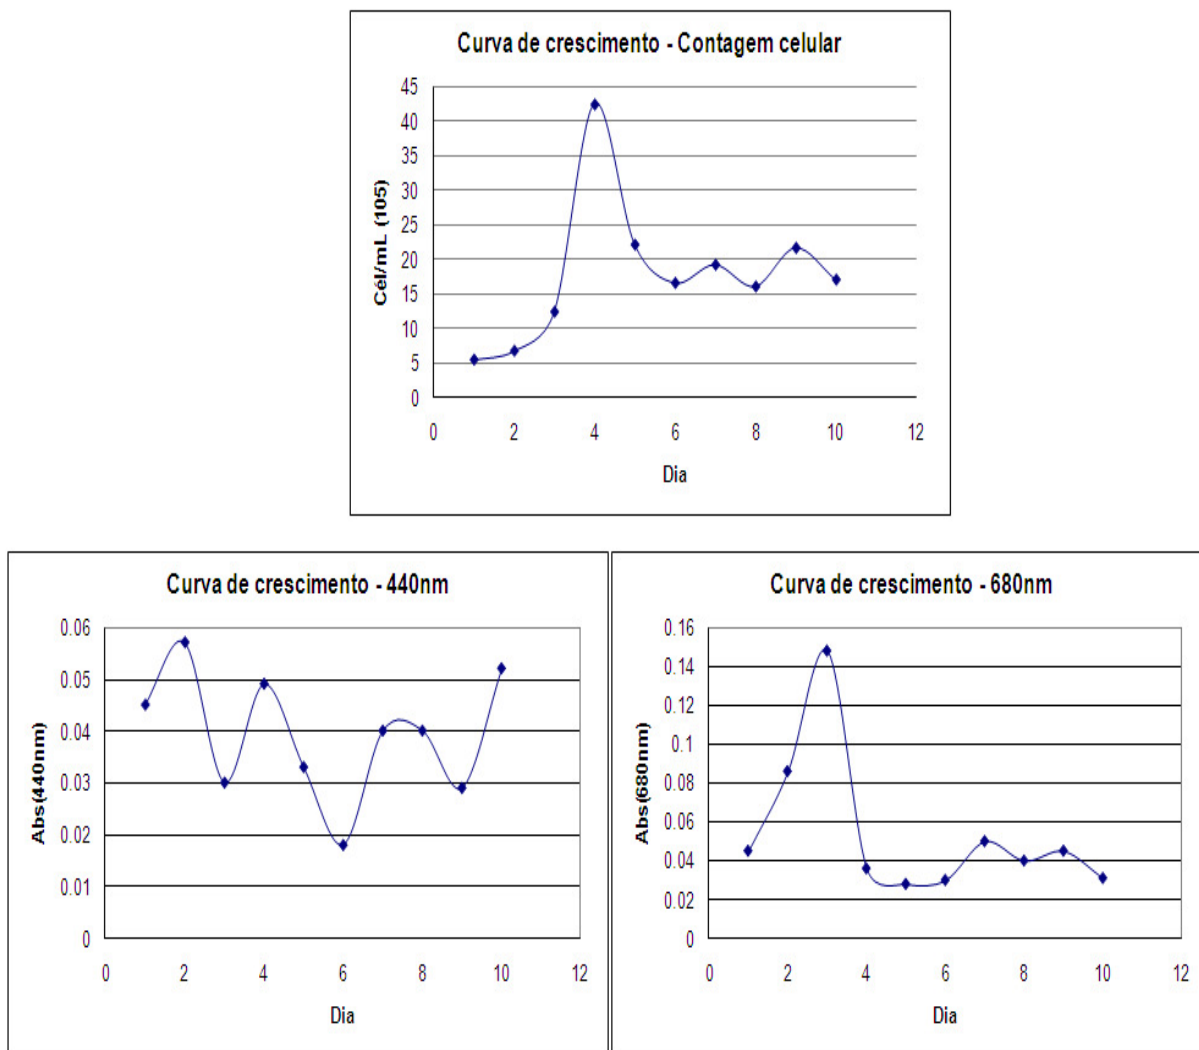 Curva de crescimento - Contagem celular
45
40
35
30
25
20
15
10
5
0
Cél/mL (105)
0 2 4 6 8 10 12
Dia
Curva de crescimento - 440nm
0.06
0.05
0.04
0.03
0.02
0.01
0
Abs(440nm)
0 2 4 6 8 10 12
Dia
Curva de crescimento - 680nm
0.16
0.14
0.12
0.1
0.08
0.06
0.04
0.02
0
Abs(680nm)
0 2 4 6 8 10 12
Dia